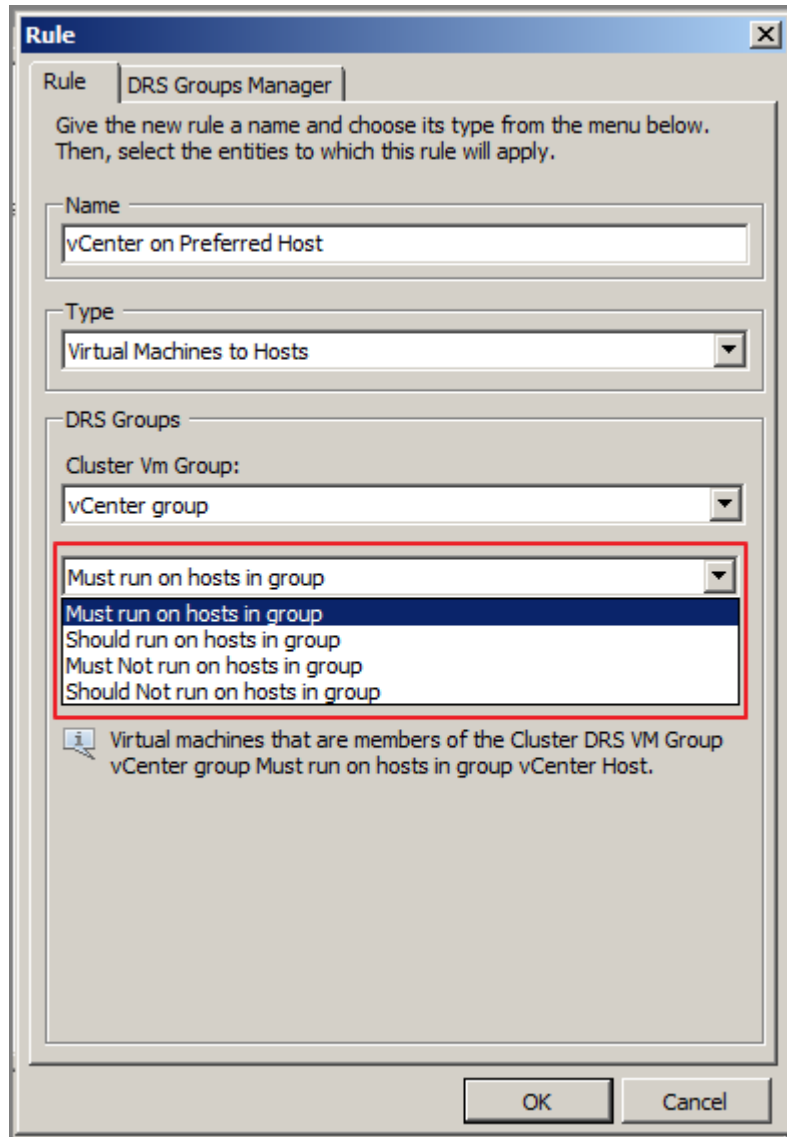 Rule
Rule
DRS Groups Manager
Give the new rule a name and choose its type from the menu below.
Then, select the entities to which this rule will apply.
Name
vCenter on Preferred Host
Type
Virtual Machines to Hosts
DRS Groups
Cluster Vm Group:
vCenter group
Must run on hosts in group
Must run on hosts in group
Should run on hosts in group
Must Not run on hosts in group
Should Not run on hosts in group
Virtual machines that are members of the Cluster DRS VM Group
vCenter group Must run on hosts in group vCenter Host.
OK
Cancel